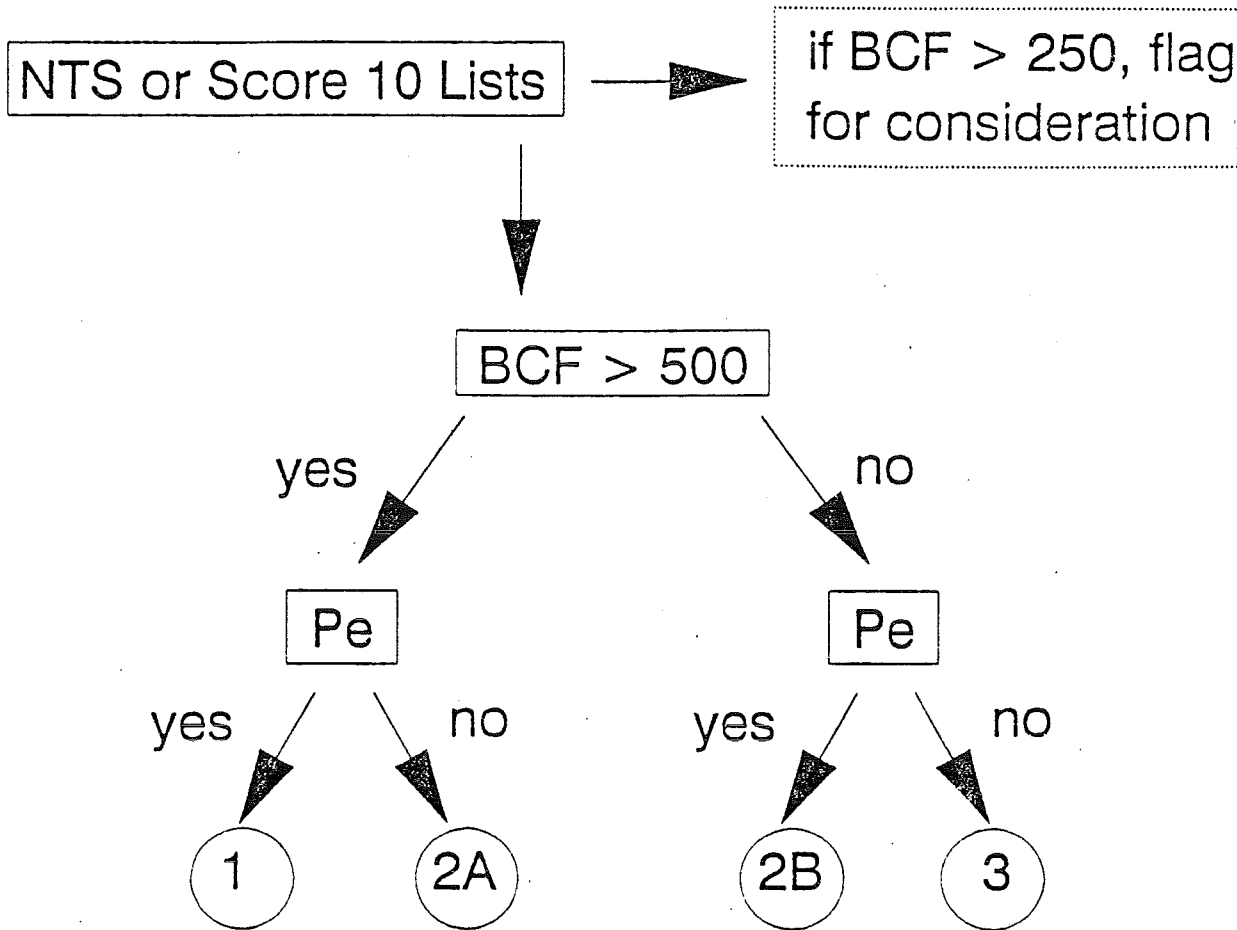 NTS or Score 10 Lists
if BCF > 250, flag
for consideration
BCF > 500
yes
no
Pe
Pe
yes
no
yes
no
1
2A
2B
3